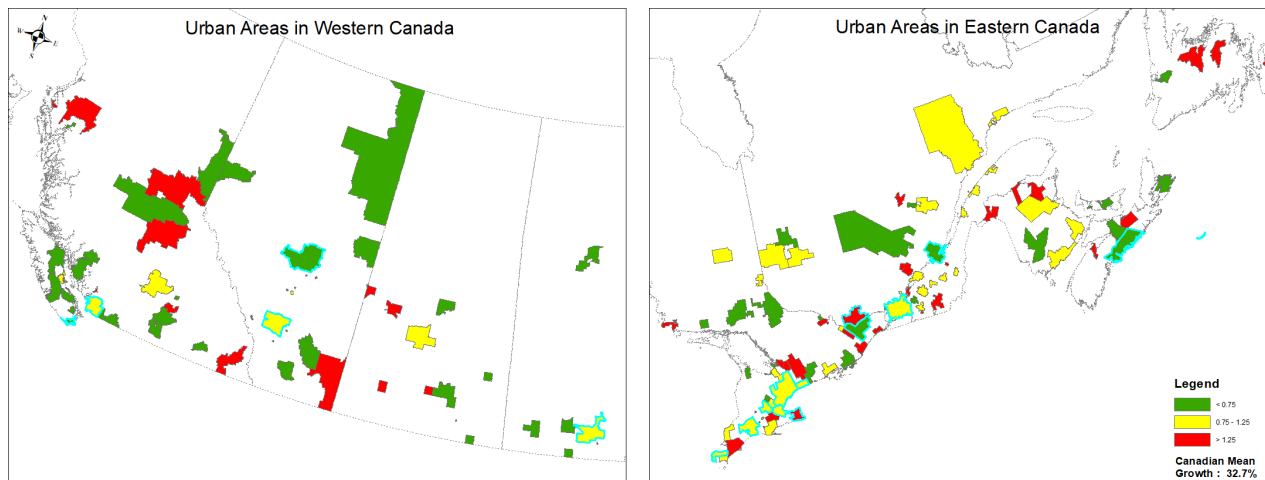 Urban Areas in Western Canada
N
W
E
S
Urban Areas in Eastern Canada
Legend
< 0.75
0.75 - 1.25
> 1.25
Canadian Mean
Growth : 32.7%